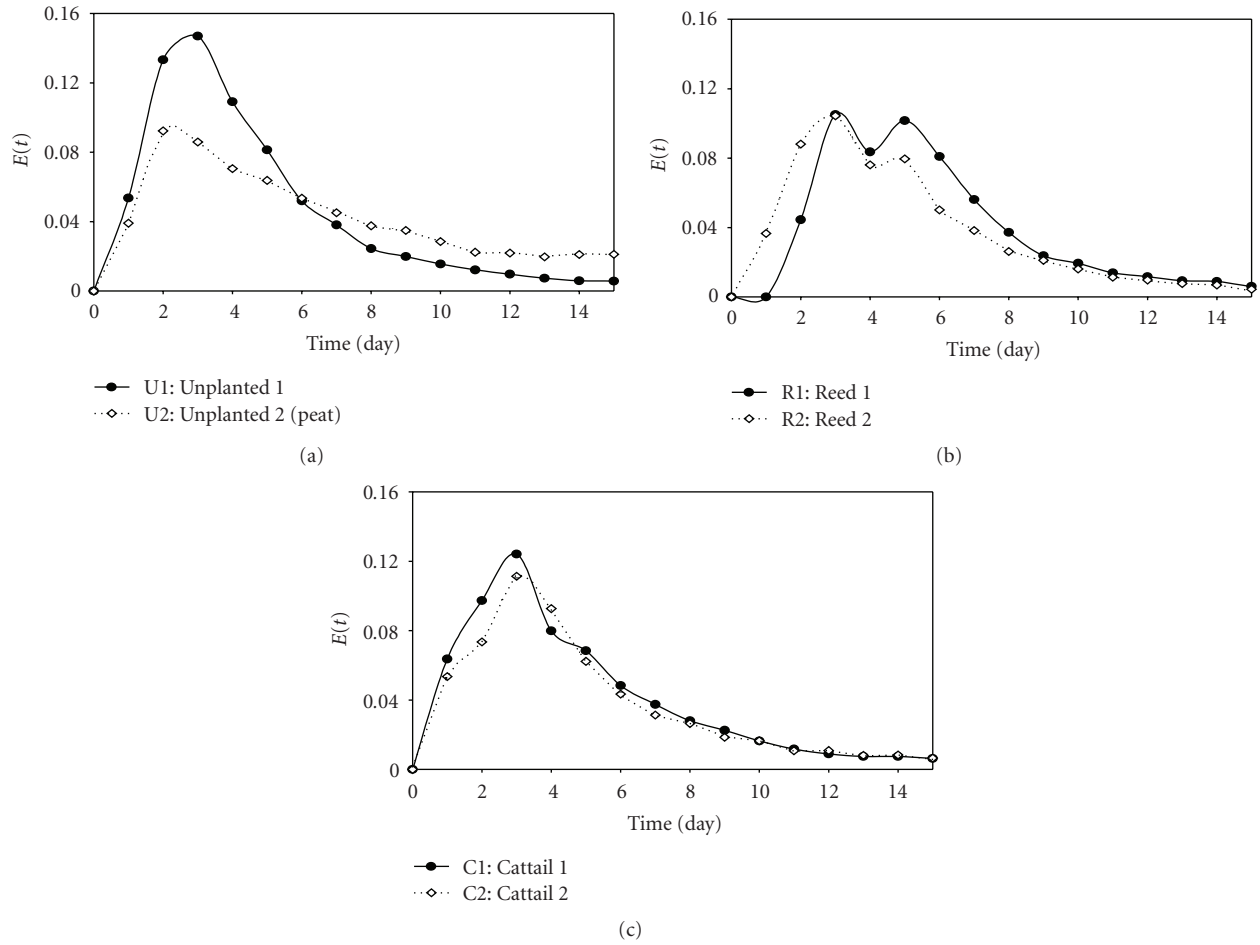 0.16
0.12
0.08
0.04
0
E(t)
0 2 4 6 8 10 12 14
Time (day)
U1: Unplanted 1
U2: Unplanted 2 (peat)
(a)
0.16
0.12
0.08
0.04
0
E(t)
0 2 4 6 8 10 12 14
Time (day)
R1: Reed 1
R2: Reed 2
(b)
0.16
0.12
0.08
0.04
0
E(t)
0 2 4 6 8 10 12 14
Time (day)
C1: Cattail 1
C2: Cattail 2
(c)